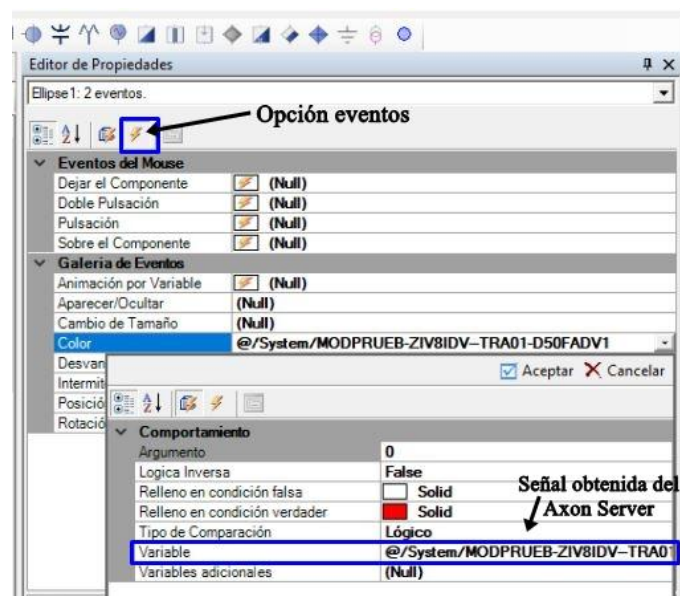 Editor de Propiedades
Ellipse1: 2 eventos.
Opción eventos
Eventos del Mouse
Dejar el Componente (Null)
Doble Pulsación (Null)
Pulsación (Null)
Sobre el Componente (Null)
Galeria de Eventos
Animación por Variable (Null)
Aparecer/Ocultar (Null)
Cambio de Tamaño (Null)
Color @/System/MODPRUEB-ZIV8IDV--TRA01-D50FADV1
Desvan
Aceptar Cancelar
Intermit
Posició
Rotació
Comportamiento
Argumento 0
Logica Inversa False
Relleno en condición falsa Solid
Relleno en condición verdader Solid
Señal obtenida del
Axon Server
Tipo de Comparación Lógico
Variable @/System/MODPRUEB-ZIV8IDV--TRA01
Variables adicionales (Null)